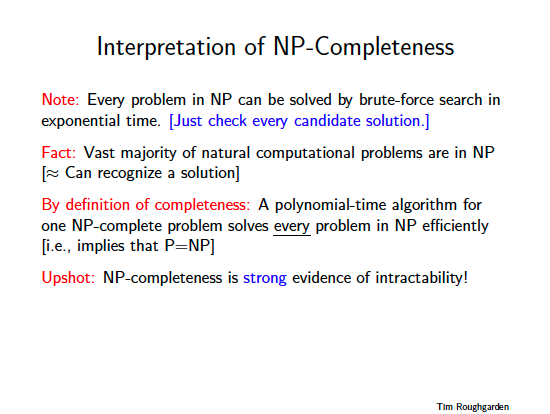 Interpretation of NP-Completeness
Note: Every problem in NP can be solved by brute-force search in
exponential time. [Just check every candidate solution.]
Fact: Vast majority of natural computational problems are in NP
[≈ Can recognize a solution]
By definition of completeness: A polynomial-time algorithm for
one NP-complete problem solves every problem in NP efficiently
[i.e., implies that P=NP]
Upshot: NP-completeness is strong evidence of intractability!
Tim Roughgarden